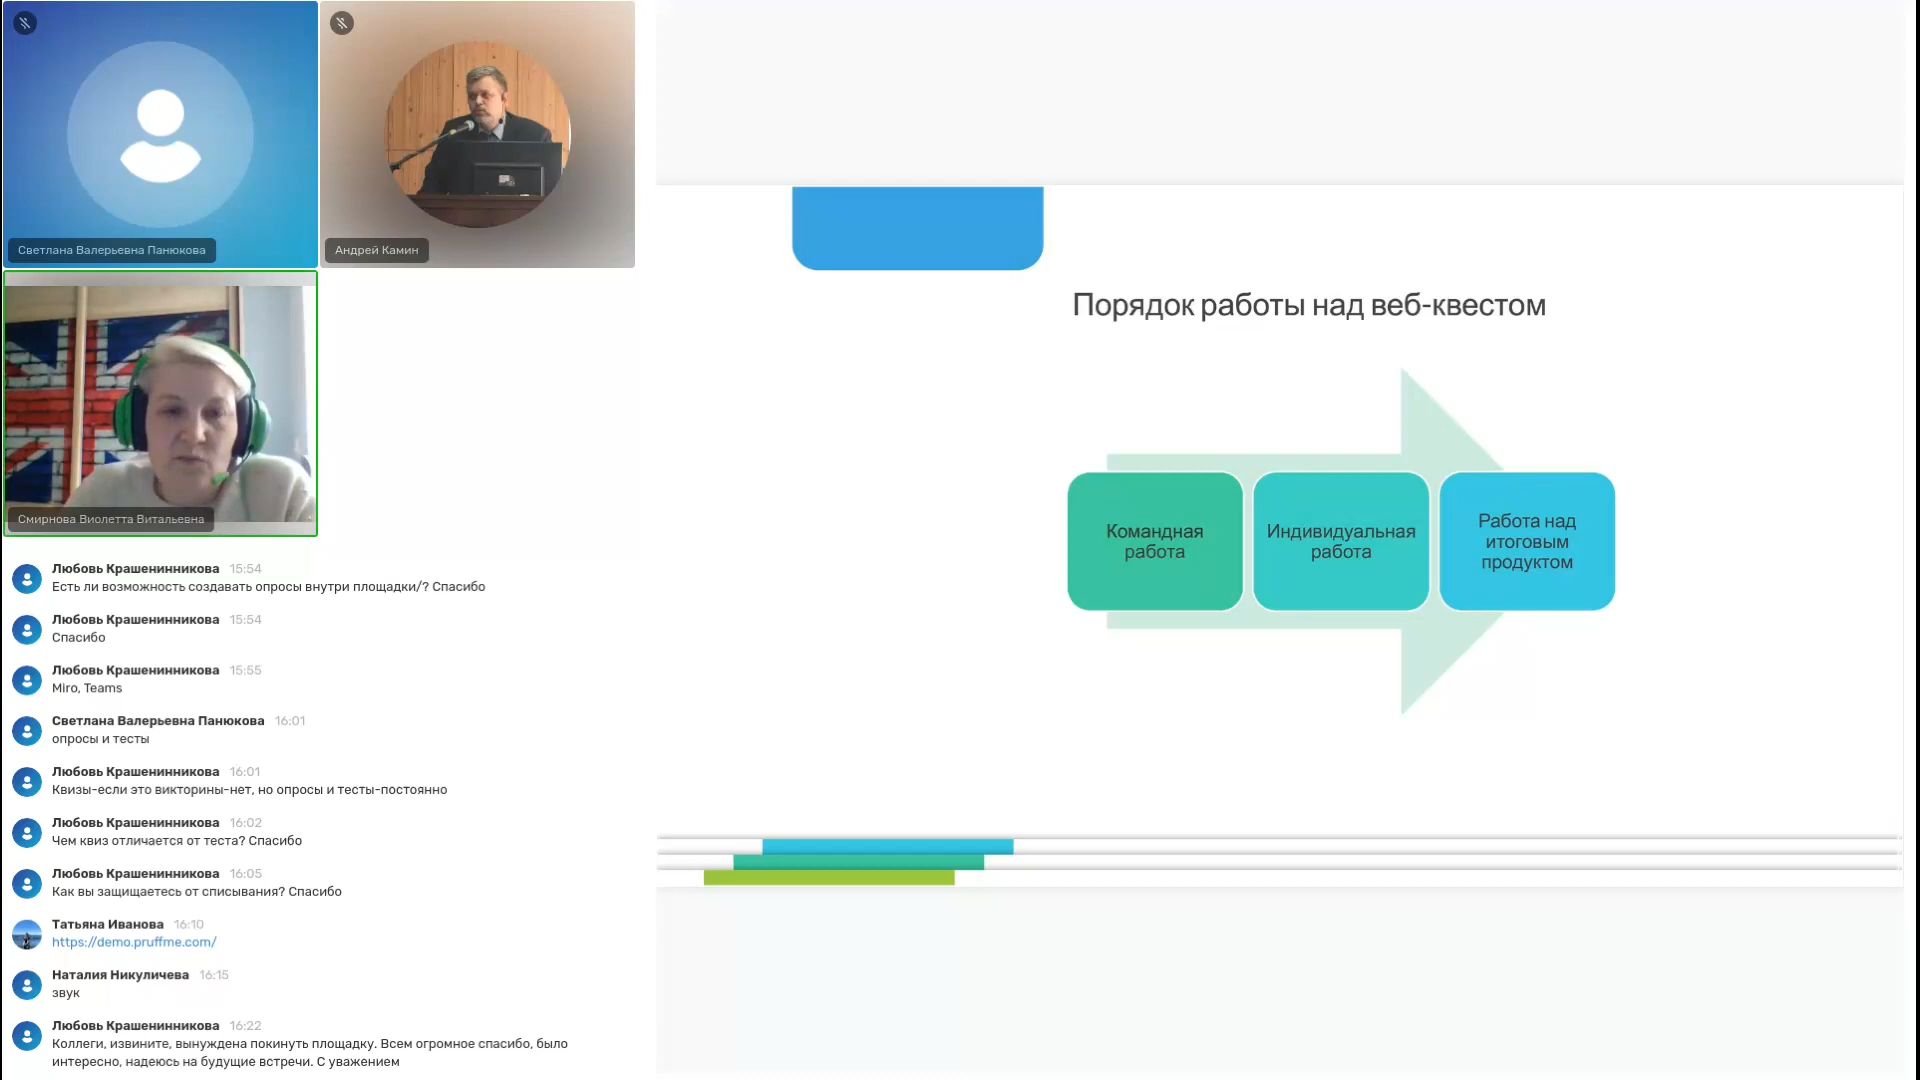 Светлана Валерьевна Панюкова
Андрей Камин
Смирнова Виолетта Витальевна
Любовь Крашенинникова 15:54
Есть ли возможность создавать опросы внутри площадки/? Спасибо
Любовь Крашенинникова 15:54
Спасибо
Любовь Крашенинникова 15:55
Miro, Teams
Светлана Валерьевна Панюкова 16:01
опросы и тесты
Любовь Крашенинникова 16:01
Квизы-если это викторины-нет, но опросы и тесты-постоянно
Любовь Крашенинникова 16:02
Чем квиз отличается от теста? Спасибо
Любовь Крашенинникова 16:05
Как вы защищаетесь от списывания? Спасибо
Татьяна Иванова 16:10
https://demo.pruffme.com/
Наталия Никуличева 16:15
звук
Любовь Крашенинникова 16:22
Коллеги, извините, вынуждена покинуть площадку. Всем огромное спасибо, было
интересно, надеюсь на будущие встречи. С уважением
Порядок работы над веб-квестом
Командная
работа
Индивидуальная
работа
Работа над
итоговым
продуктом